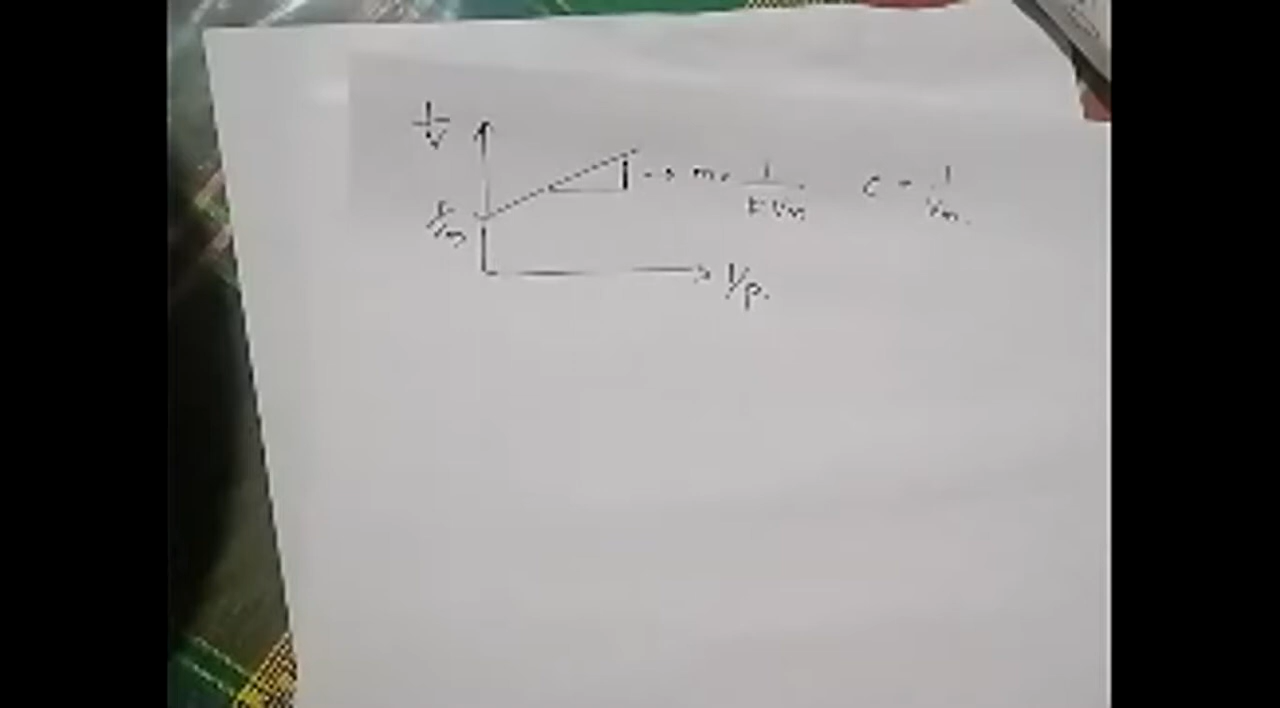 1/V
1/Vm
→ m = 1/KVm C = 1/Vm
1/p.